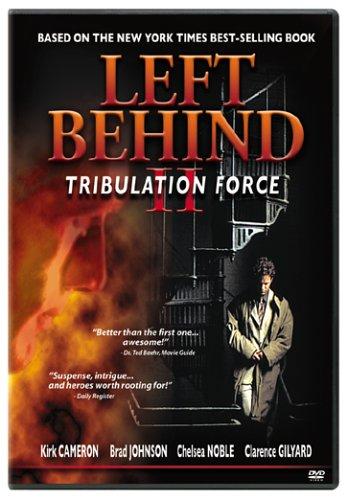 BASED ON THE NEW YORK TIMES BEST-SELLING BOOK
LEFT
BEHIND
II
TRIBULATION FORCE
"Better than the first one...
awesome!"
- Dr. Ted Baehr, Movie Guide
"Suspense, intrigue...
and heroes worth rooting for!"
- Daily Register
Kirk CAMERON Brad JOHNSON Chelsea NOBLE Clarence GILYARD
DVD
VIDEO